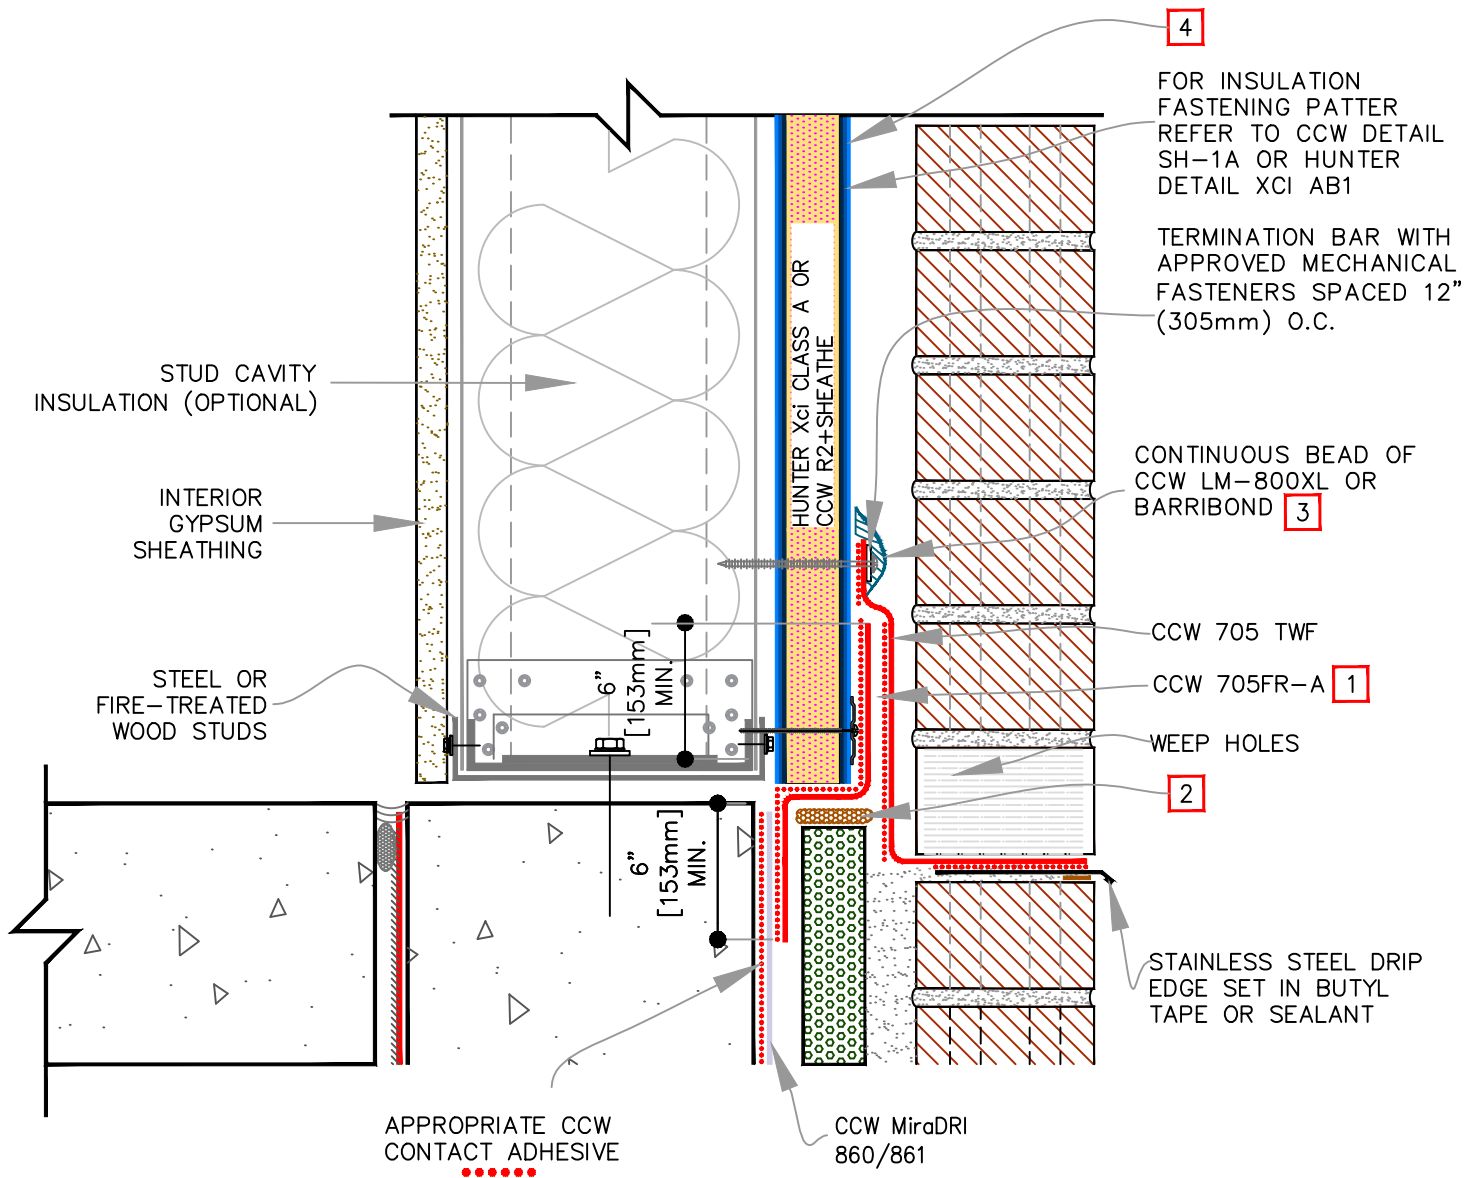 4
FOR INSULATION
FASTENING PATTER
REFER TO CCW DETAIL
SH-1A OR HUNTER
DETAIL XCI AB1
TERMINATION BAR WITH
APPROVED MECHANICAL
FASTENERS SPACED 12"
(305mm) O.C.
HUNTER Xci CLASS A OR
CCW R2+SHEATHE
STUD CAVITY
INSULATION (OPTIONAL)
CONTINUOUS BEAD OF
CCW LM-800XL OR
BARRIBOND 3
INTERIOR
GYPSUM
SHEATHING
CCW 705 TWF
STEEL OR
FIRE-TREATED
WOOD STUDS
6"
[153mm]
MIN.
CCW 705FR-A 1
WEEP HOLES
2
6"
[153mm]
MIN.
STAINLESS STEEL DRIP
EDGE SET IN BUTYL
TAPE OR SEALANT
APPROPRIATE CCW
CONTACT ADHESIVE
CCW MiraDRI
860/861